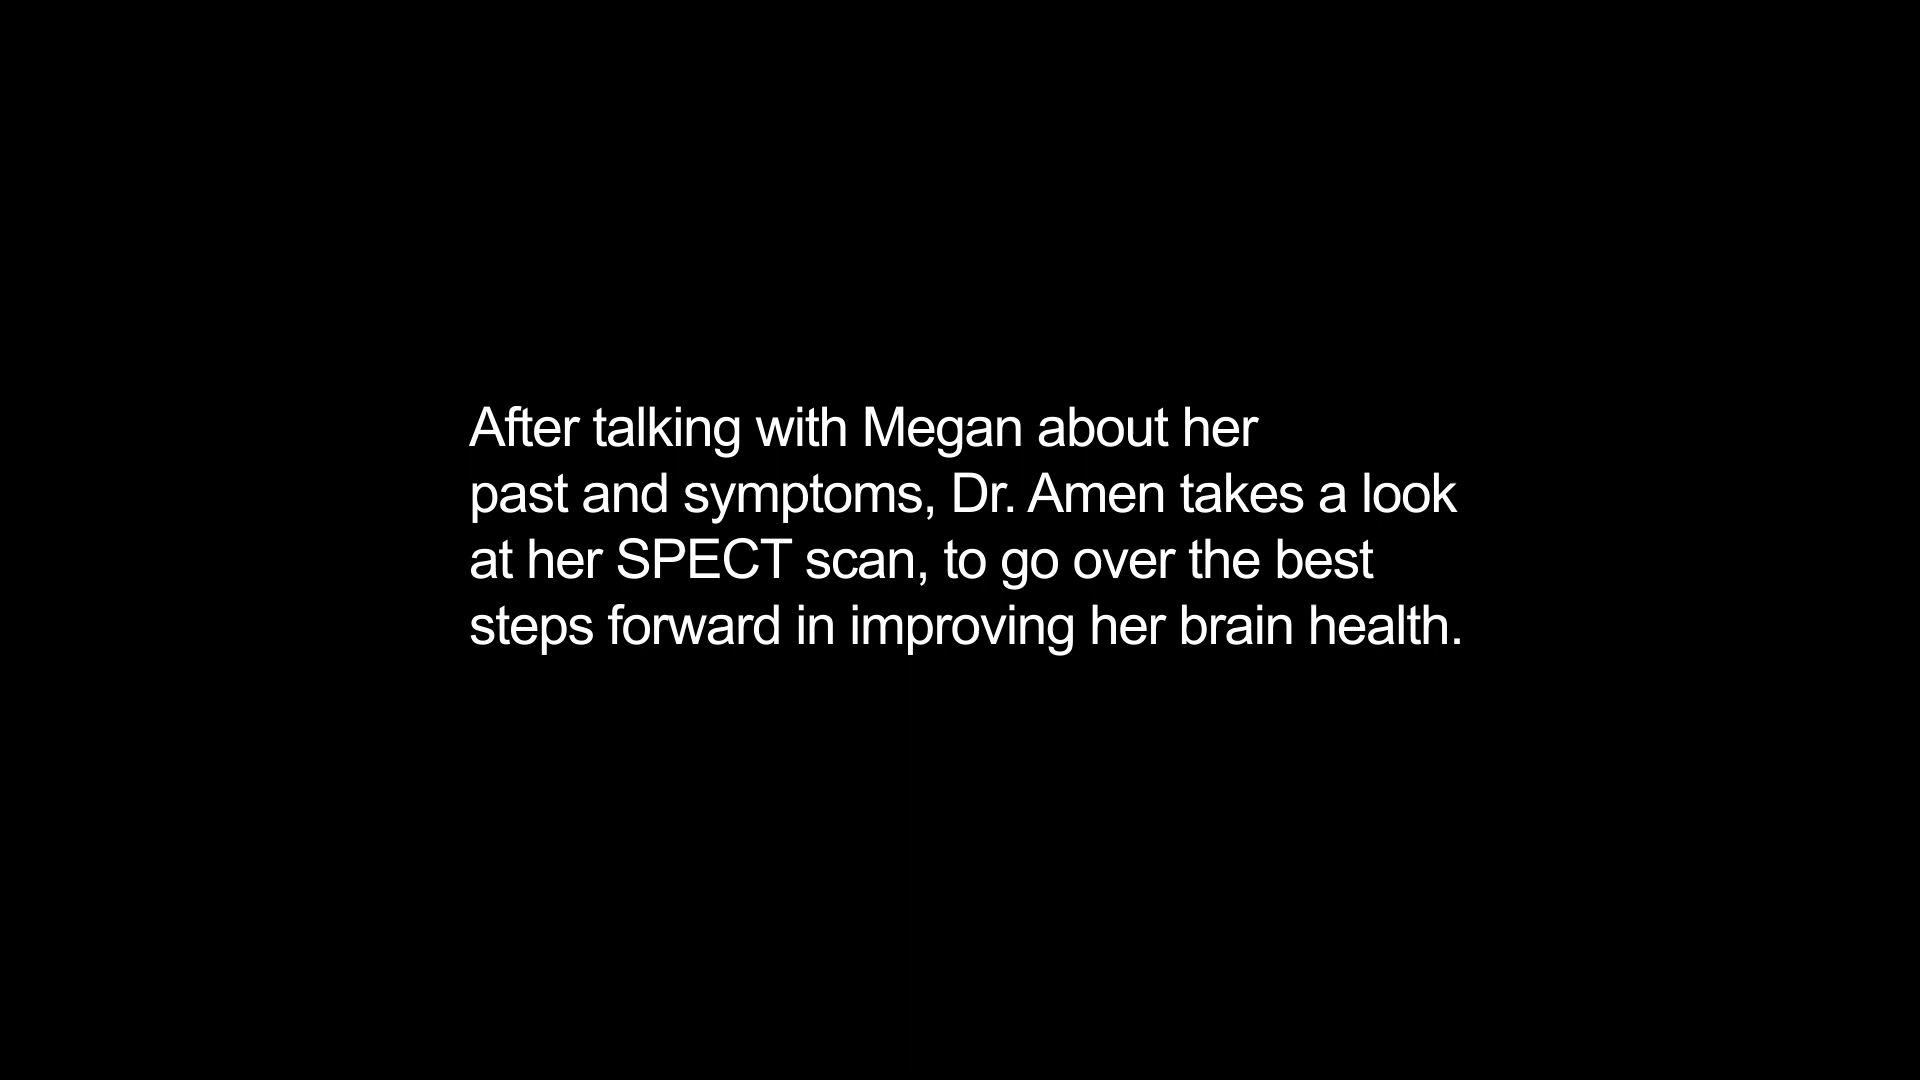 After talking with Megan about her
past and symptoms, Dr. Amen takes a look
at her SPECT scan, to go over the best
steps forward in improving her brain health.